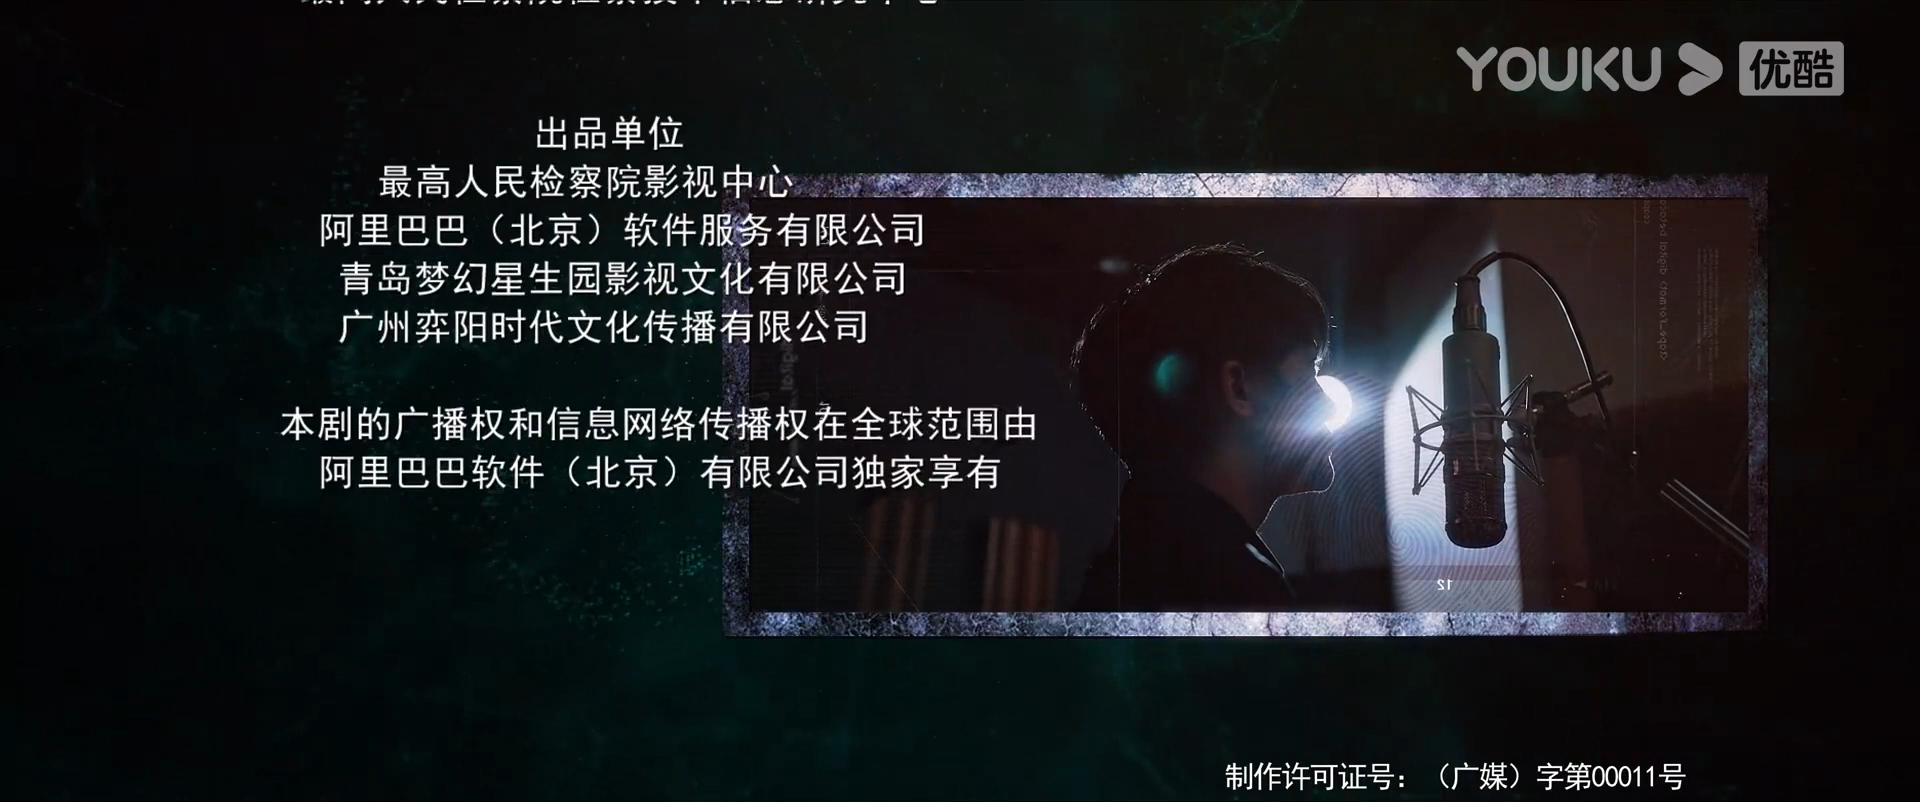 YOUKU 优酷
出品单位
最高人民检察院影视中心
阿里巴巴（北京）软件服务有限公司
青岛梦幻星生园影视文化有限公司
广州弈阳时代文化传播有限公司
本剧的广播权和信息网络传播权在全球范围由
阿里巴巴软件（北京）有限公司独家享有
12
制作许可证号：（广媒）字第00011号